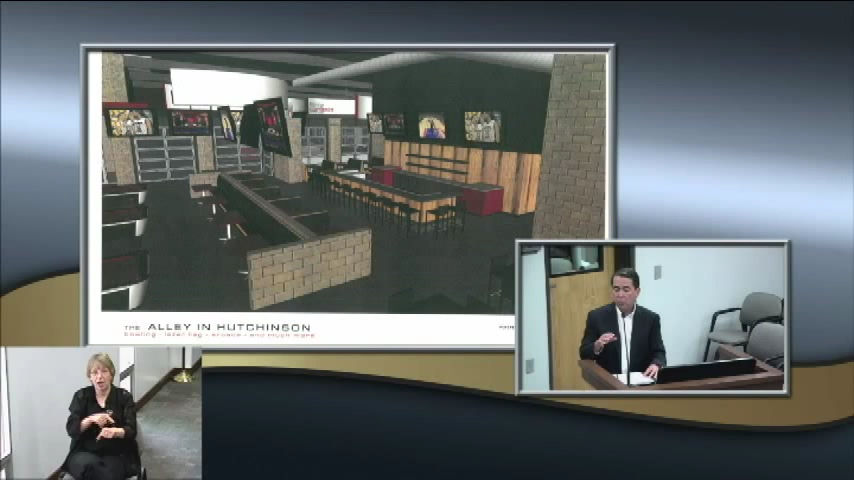 THE ALLEY IN HUTCHINSON
bowling • laser tag • arcade • and much more